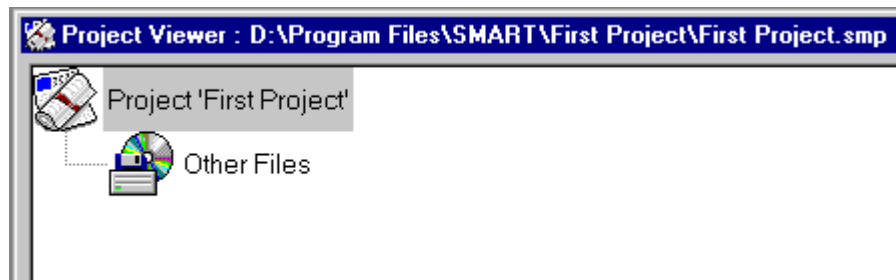 Project Viewer : D:\Program Files\SMART\First Project\First Project.smp
Project 'First Project'
Other Files